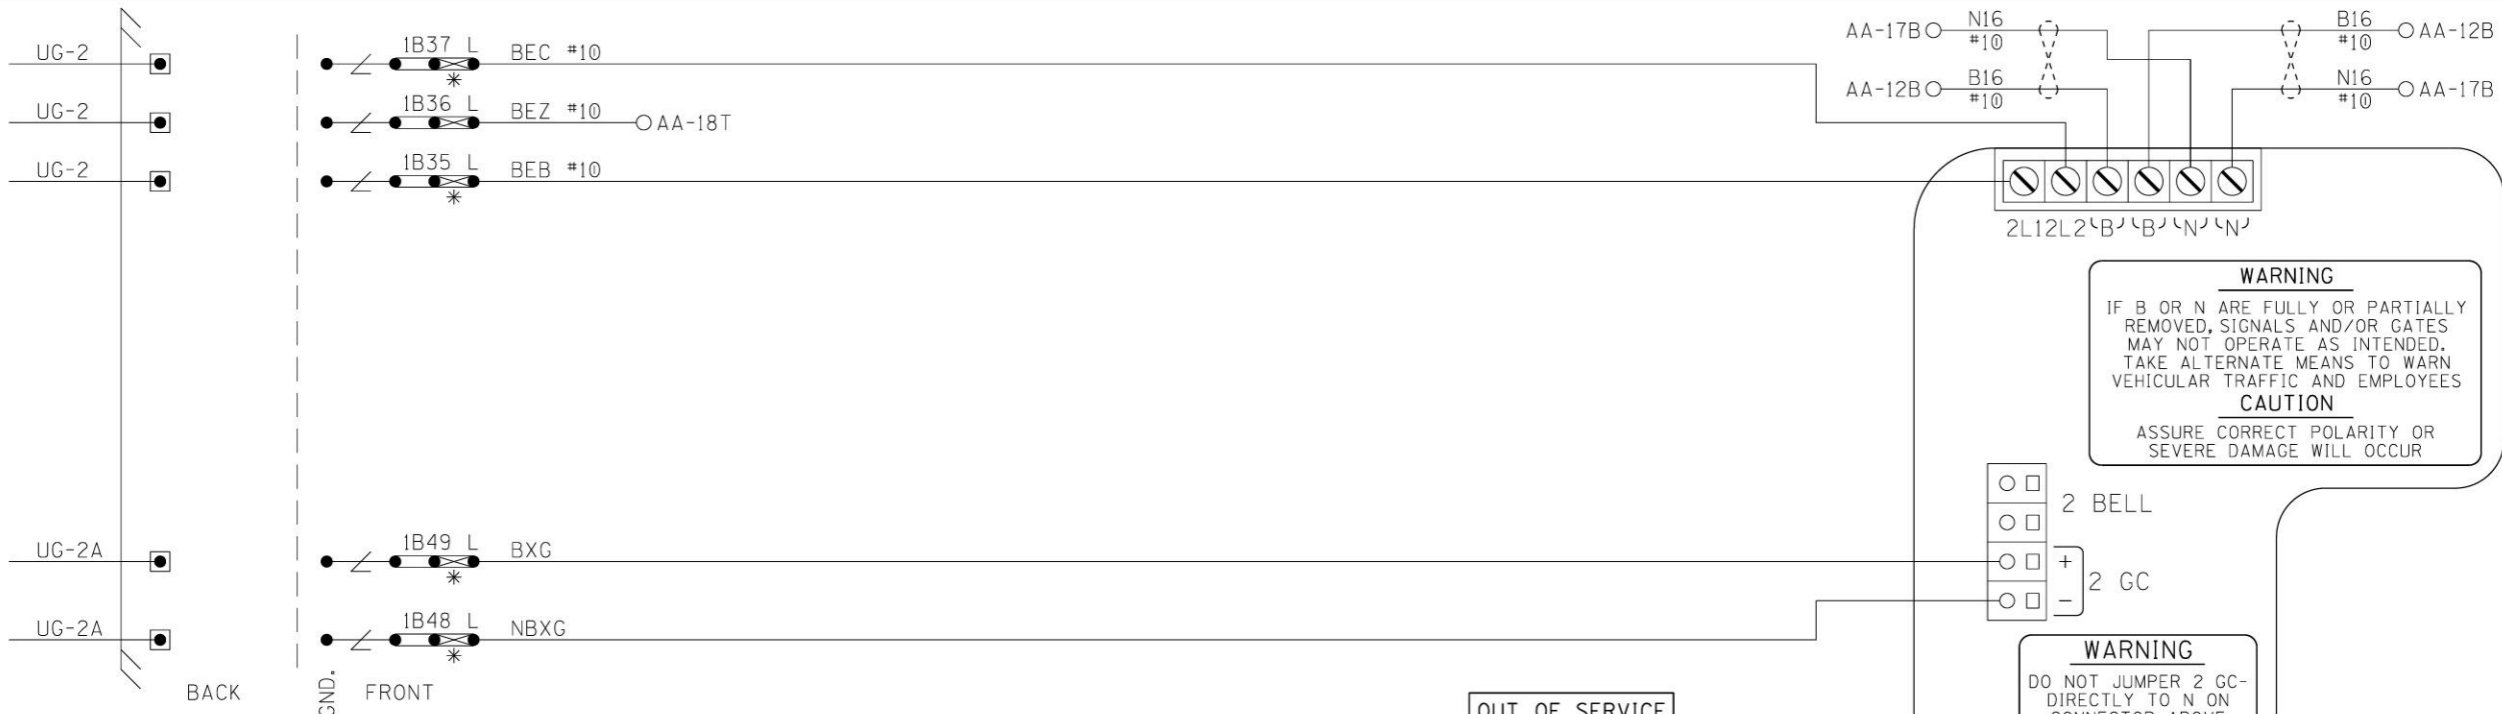 AA-17B N16 #10 B16 #10 AA-12B
UG-2 1B37 L BEC #10
*
AA-12B B16 #10 N16 #10 AA-17B
UG-2 1B36 L BEZ #10 AA-18T
UG-2 1B35 L BEB #10
*
2L1 2L2 B B N N
WARNING
IF B OR N ARE FULLY OR PARTIALLY
REMOVED, SIGNALS AND/OR GATES
MAY NOT OPERATE AS INTENDED.
TAKE ALTERNATE MEANS TO WARN
VEHICULAR TRAFFIC AND EMPLOYEES
CAUTION
ASSURE CORRECT POLARITY OR
SEVERE DAMAGE WILL OCCUR
2 BELL
UG-2A 1B49 L BXG
*
+
2 GC
-
UG-2A 1B48 L NBXG
*
BACK
GND.
FRONT
WARNING
DO NOT JUMPER 2 GC-
DIRECTLY TO N ON
CONNECTOR ABOVE
OUT OF SERVICE